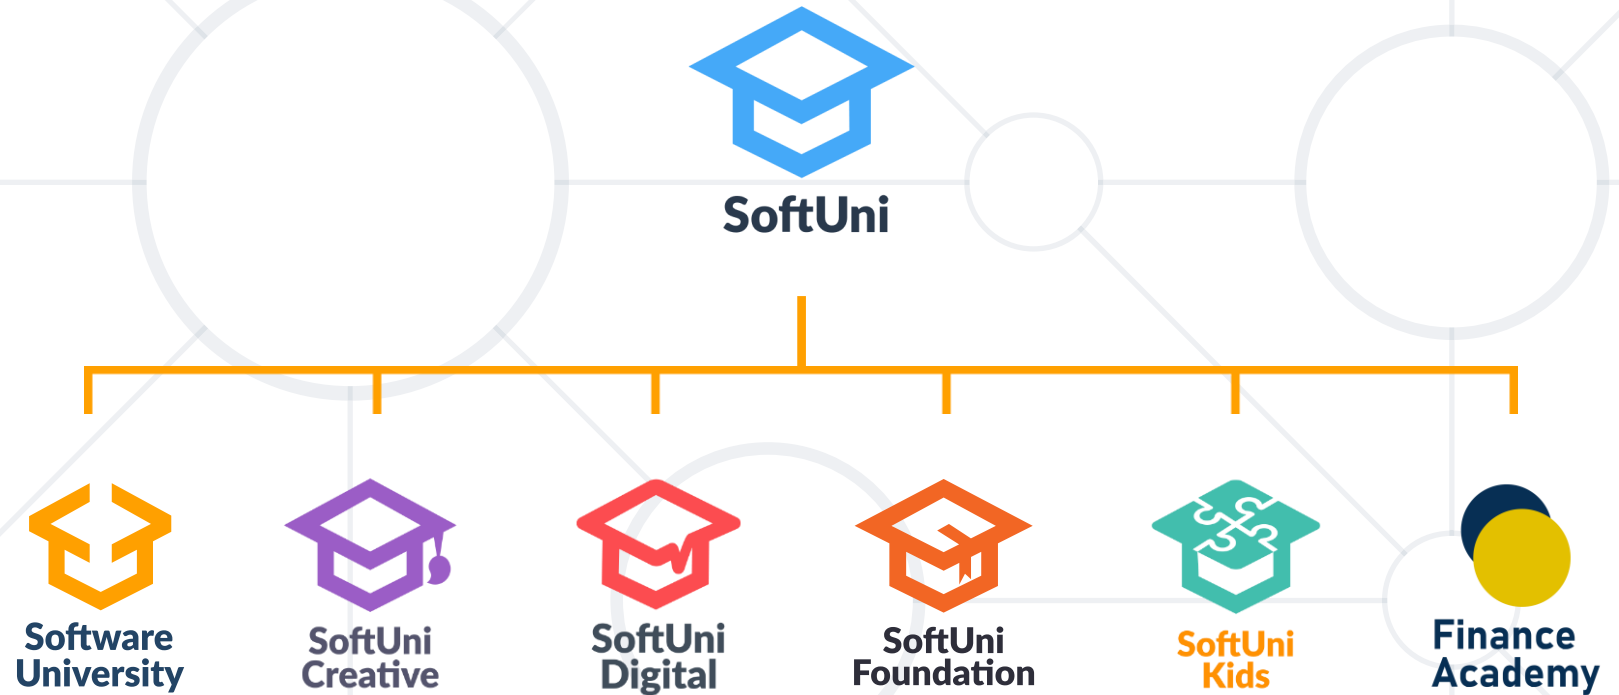 SoftUni
Software
University
SoftUni
Creative
SoftUni
Digital
SoftUni
Foundation
SoftUni
Kids
Finance
Academy